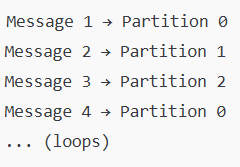 Message 1 → Partition 0
Message 2 → Partition 1
Message 3 → Partition 2
Message 4 → Partition 0
... (loops)